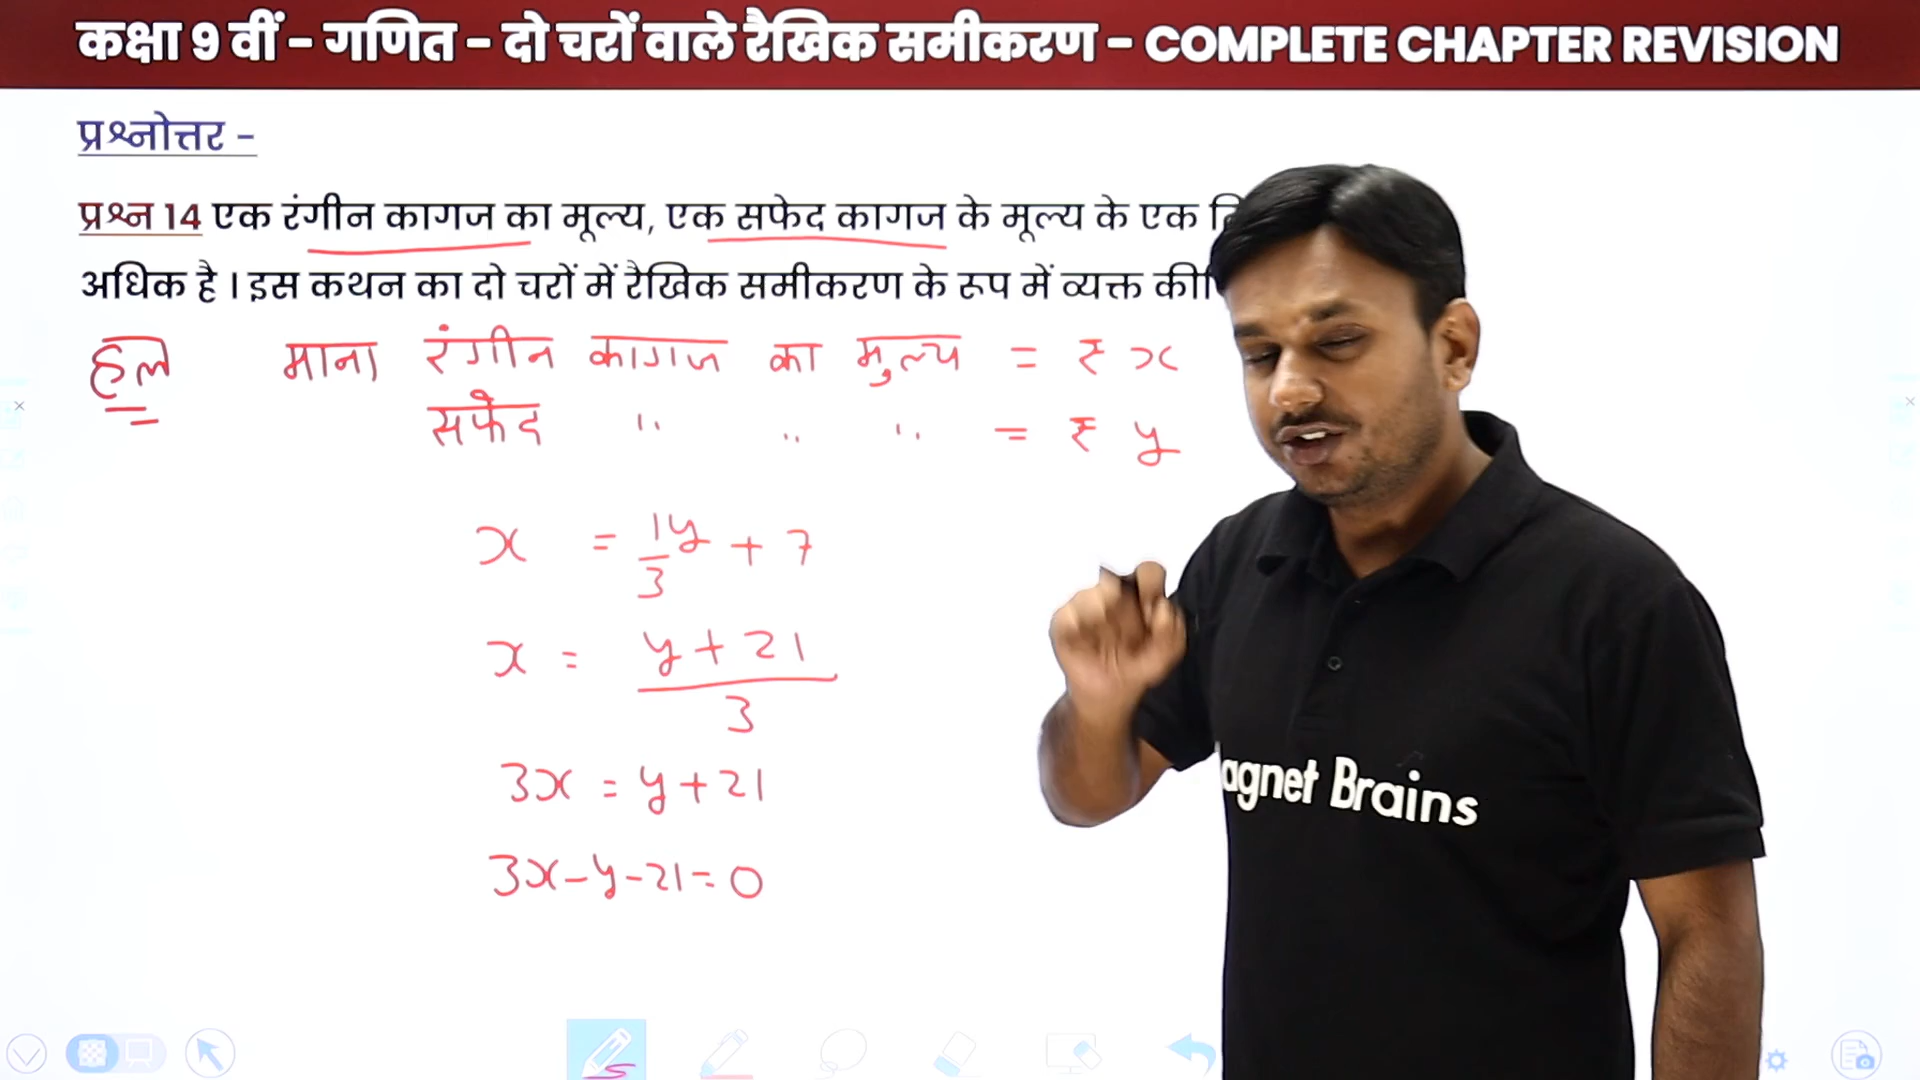 कक्षा 9 वीं - गणित - दो चरों वाले रैखिक समीकरण - COMPLETE CHAPTER REVISION
प्रश्नोत्तर -
प्रश्न 14 एक रंगीन कागज का मूल्य, एक सफेद कागज के मूल्य के एक
अधिक है । इस कथन का दो चरों में रैखिक समीकरण के रूप में व्यक्त
हल माना रंगीन कागज का मुल्य = ₹ x
सफेद " " " = ₹ y
x = 1/3 y + 7
x = (y + 21)/3
3x = y + 21
3x - y - 21 = 0
agnet Brains